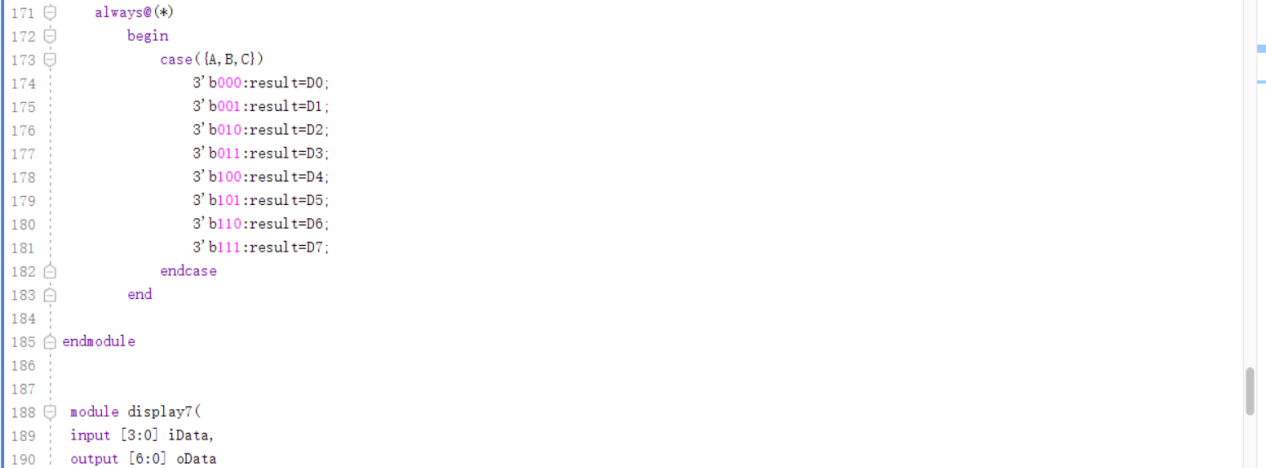 171 always@(*)
172 begin
173 case({A,B,C})
174 3'b000:result=D0;
175 3'b001:result=D1;
176 3'b010:result=D2;
177 3'b011:result=D3;
178 3'b100:result=D4;
179 3'b101:result=D5;
180 3'b110:result=D6;
181 3'b111:result=D7;
182 endcase
183 end
184
185 endmodule
186
187
188 module display7(
189 input [3:0] iData,
190 output [6:0] oData